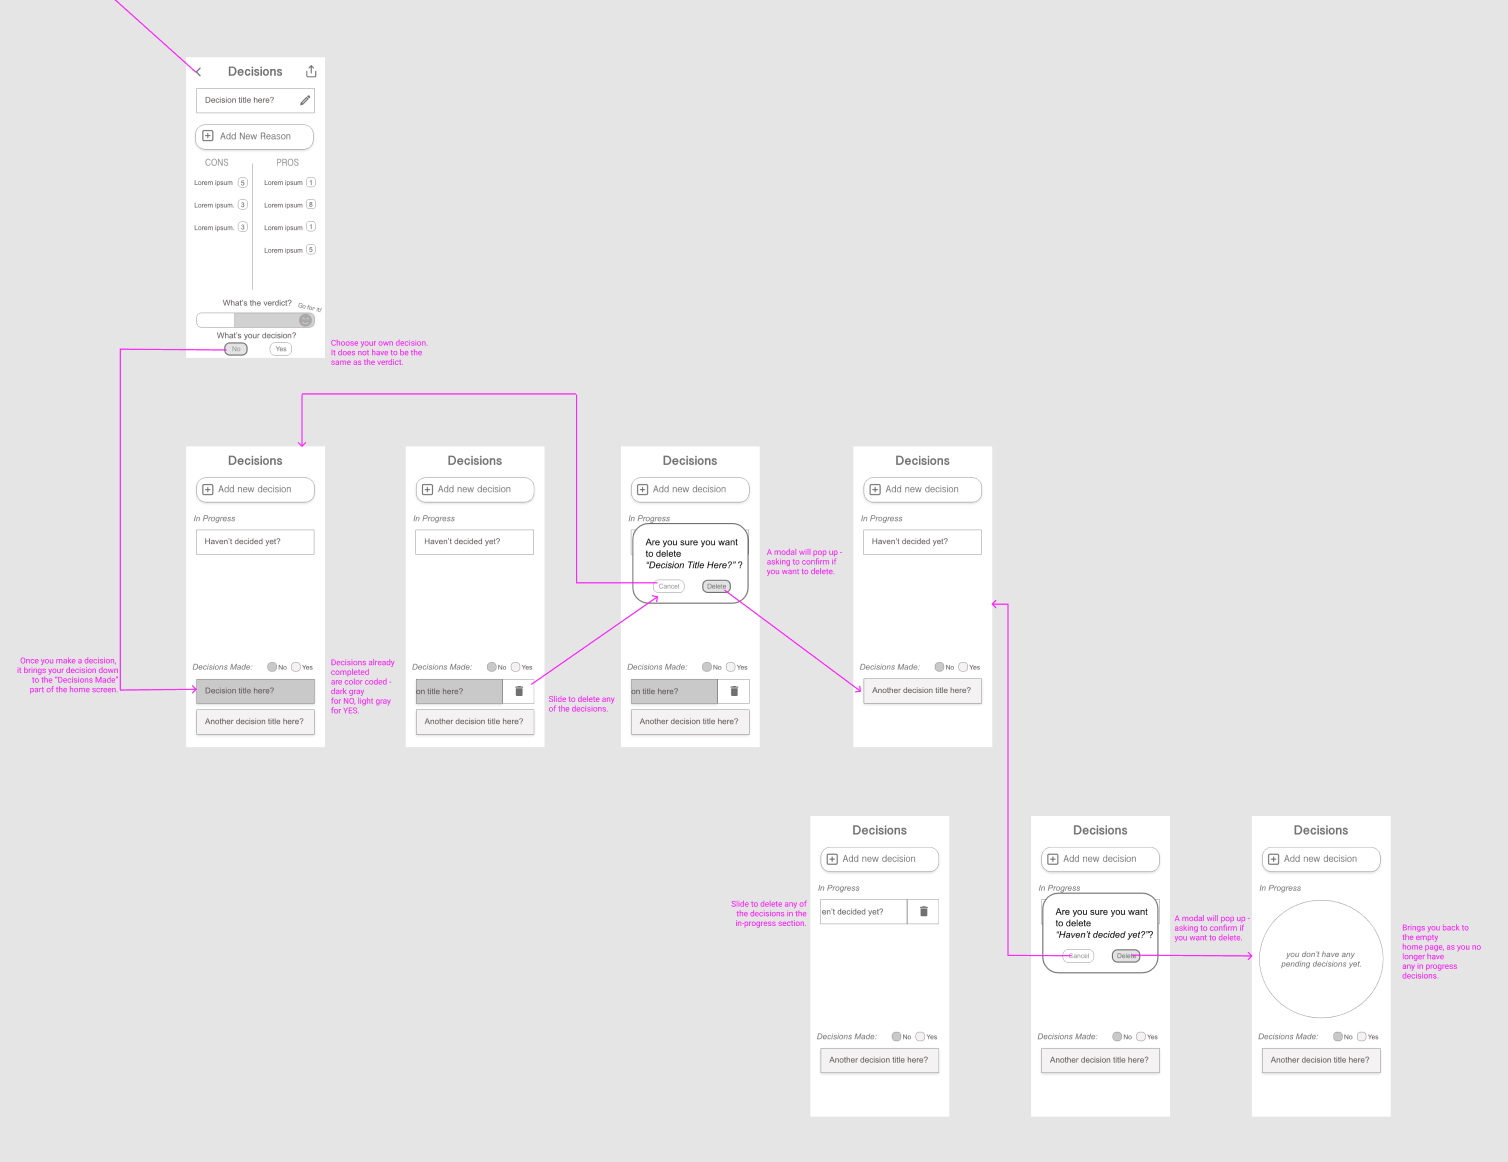 Decisions
Decision title here?
Add New Reason
CONS
PROS
Lorem ipsum 5
Lorem ipsum 1
Lorem ipsum. 3
Lorem ipsum 8
Lorem ipsum. 3
Lorem ipsum 1
Lorem ipsum 5
What's the verdict?
Go for it!
What's your decision?
No
Yes
Choose your own decision.
It does not have to be the
same as the verdict.
Decisions
Add new decision
In Progress
Haven't decided yet?
Decisions Made:
No
Yes
Decision title here?
Another decision title here?
Once you make a decision,
it brings your decision down
to the "Decisions Made"
part of the home screen.
Decisions already
completed
are color coded -
dark gray
for NO, light gray
for YES.
Decisions
Add new decision
In Progress
Haven't decided yet?
Decisions Made:
No
Yes
on title here?
Another decision title here?
Slide to delete any
of the decisions.
Decisions
Add new decision
In Progress
Are you sure you want
to delete
"Decision Title Here?" ?
Cancel
Delete
Decisions Made:
No
Yes
on title here?
Another decision title here?
A modal will pop up -
asking to confirm if
you want to delete.
Decisions
Add new decision
In Progress
Haven't decided yet?
Decisions Made:
No
Yes
Another decision title here?
Decisions
Add new decision
In Progress
en't decided yet?
Decisions Made:
No
Yes
Another decision title here?
Slide to delete any of
the decisions in the
in-progress section.
Decisions
Add new decision
In Progress
Are you sure you want
to delete
"Haven't decided yet?"?
Cancel
Delete
Decisions Made:
No
Yes
Another decision title here?
A modal will pop up -
asking to confirm if
you want to delete.
Decisions
Add new decision
In Progress
you don't have any
pending decisions yet.
Decisions Made:
No
Yes
Another decision title here?
Brings you back to
the empty
home page, as you no
longer have
any in progress
decisions.